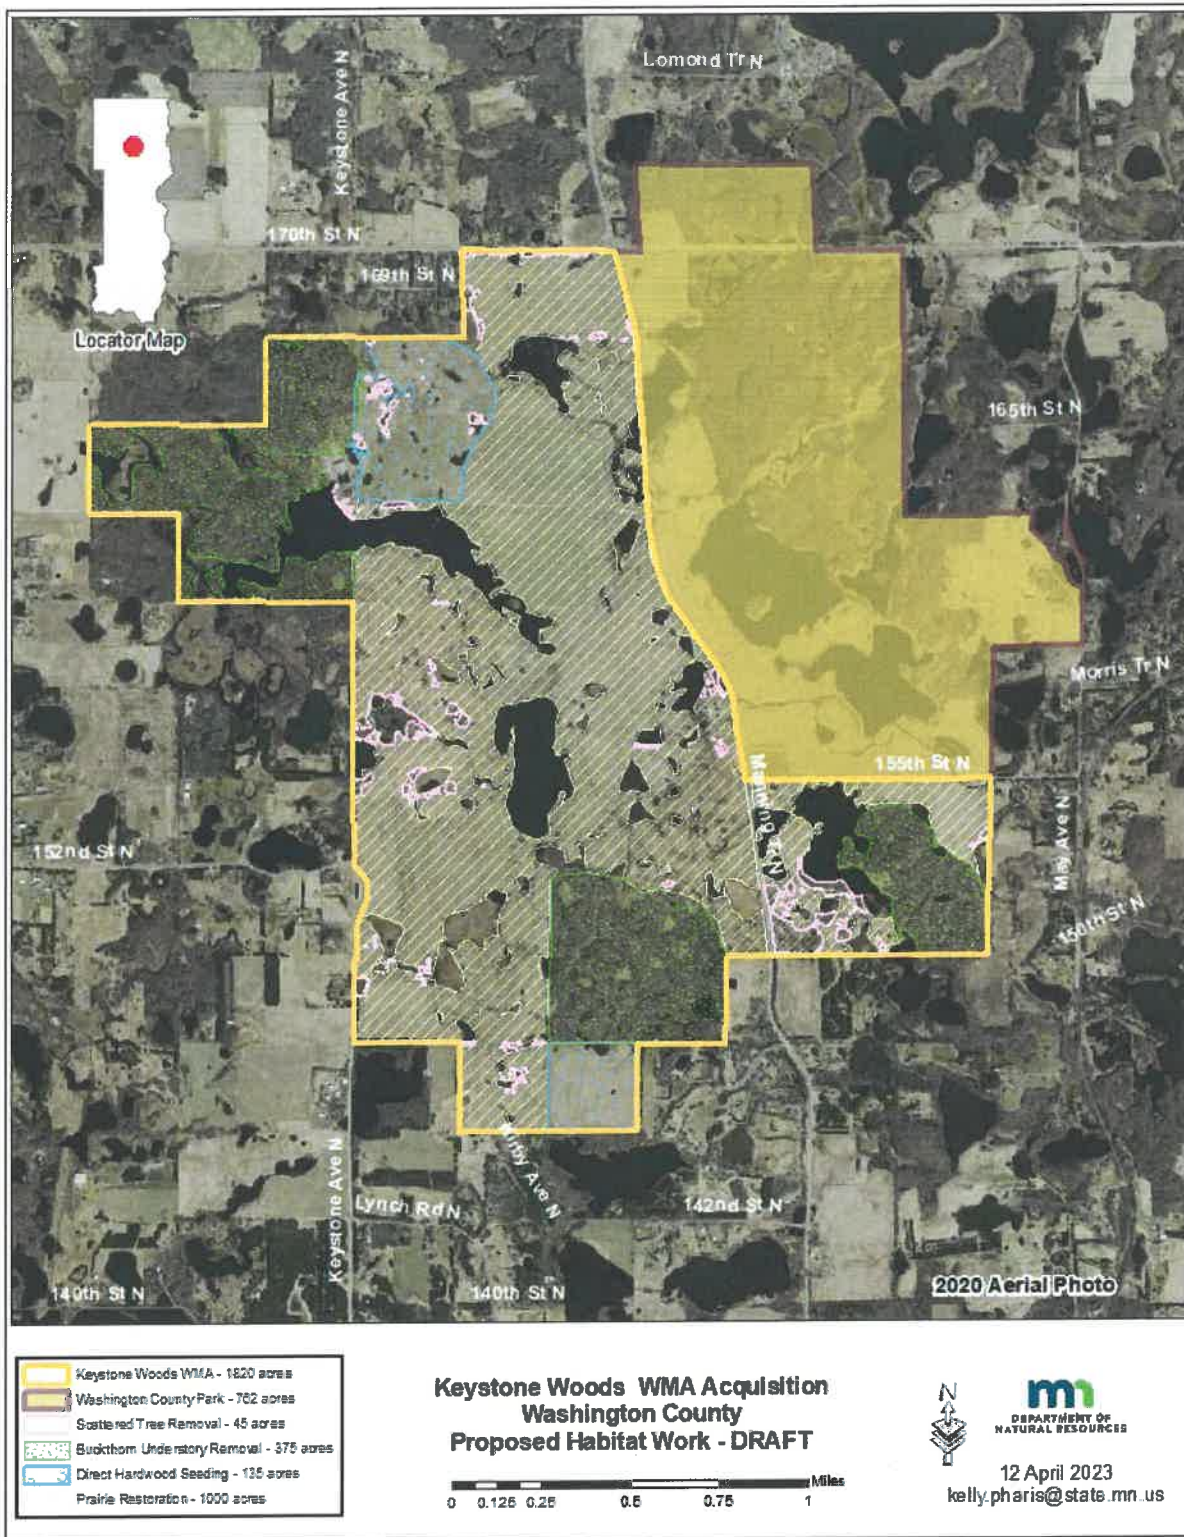 Lomond Tr N
Keystone Ave N
170th St N
169th St N
Locator Map
165th St N
Morris Tr N
155th St N
Manning Tr N
152nd St N
May Ave N
150th St N
Keystone Ave N
Lynch Rd N
142nd St N
140th St N
140th St N
2020 Aerial Photo
Keystone Woods WMA - 1820 acres
Washington County Park - 762 acres
Scattered Tree Removal - 45 acres
Buckthorn Understory Removal - 375 acres
Direct Hardwood Seeding - 135 acres
Prairie Restoration - 1000 acres
Keystone Woods WMA Acquisition
Washington County
Proposed Habitat Work - DRAFT
Miles
0 0.125 0.25 0.5 0.75 1
N
mn
DEPARTMENT OF
NATURAL RESOURCES
12 April 2023
kelly.pharis@state.mn.us